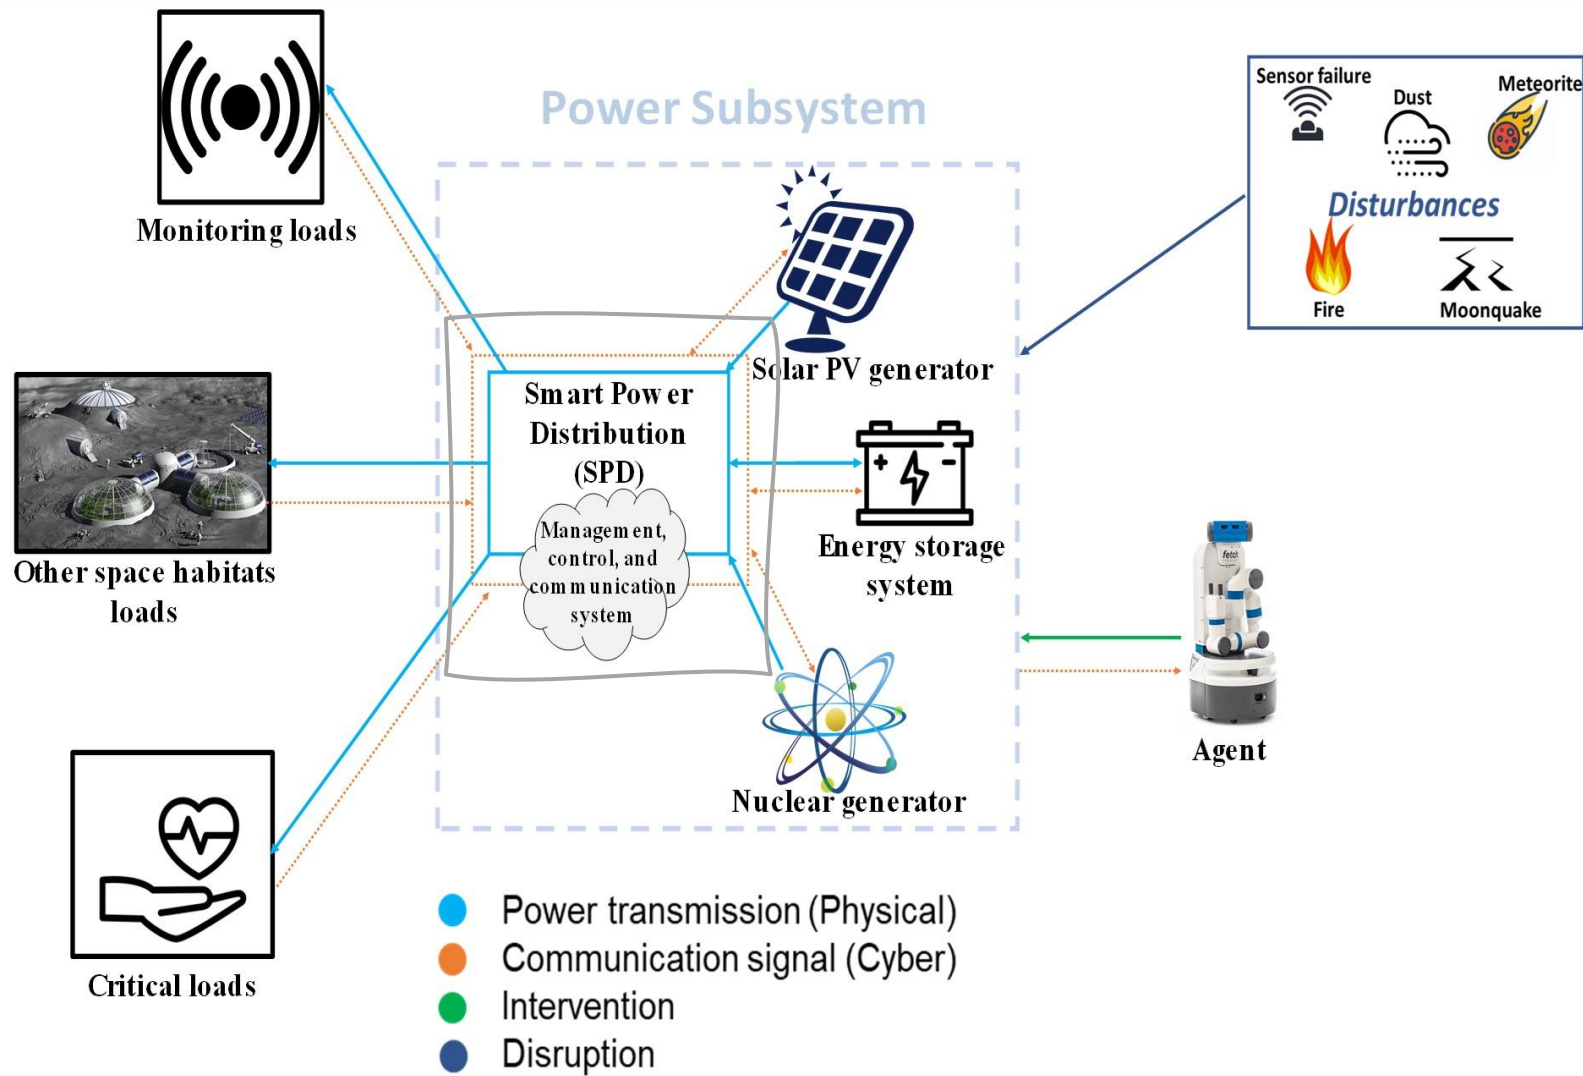 Power Subsystem
Monitoring loads
Sensor failure
Dust
Meteorite
Disturbances
Fire
Moonquake
Solar PV generator
Smart Power
Distribution
(SPD)
Management,
control, and
communication
system
Other space habitats
loads
Energy storage
system
fetch
Agent
Nuclear generator
Critical loads
Power transmission (Physical)
Communication signal (Cyber)
Intervention
Disruption